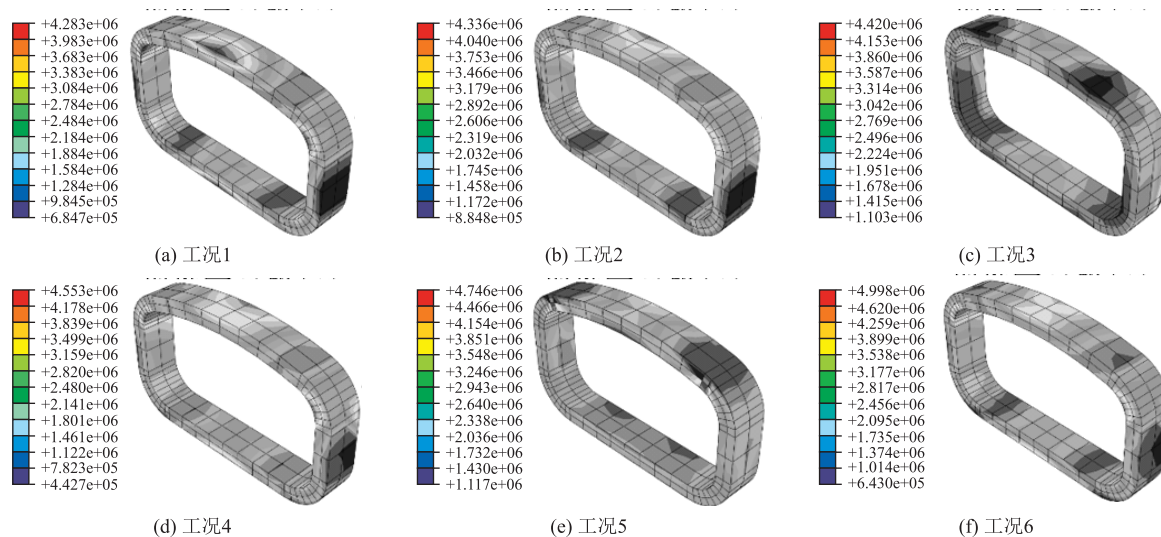 +4.283e+06
+3.983e+06
+3.683e+06
+3.383e+06
+3.084e+06
+2.784e+06
+2.484e+06
+2.184e+06
+1.884e+06
+1.584e+06
+1.284e+06
+9.845e+05
+6.847e+05
(a) 工况1
+4.336e+06
+4.040e+06
+3.753e+06
+3.466e+06
+3.179e+06
+2.892e+06
+2.606e+06
+2.319e+06
+2.032e+06
+1.745e+06
+1.458e+06
+1.172e+06
+8.848e+05
(b) 工况2
+4.420e+06
+4.153e+06
+3.860e+06
+3.587e+06
+3.314e+06
+3.042e+06
+2.769e+06
+2.496e+06
+2.224e+06
+1.951e+06
+1.678e+06
+1.415e+06
+1.103e+06
(c) 工况3
+4.553e+06
+4.178e+06
+3.839e+06
+3.499e+06
+3.159e+06
+2.820e+06
+2.480e+06
+2.141e+06
+1.801e+06
+1.461e+06
+1.122e+06
+7.823e+05
+4.427e+05
(d) 工况4
+4.746e+06
+4.466e+06
+4.154e+06
+3.851e+06
+3.548e+06
+3.246e+06
+2.943e+06
+2.640e+06
+2.338e+06
+2.036e+06
+1.732e+06
+1.430e+06
+1.117e+06
(e) 工况5
+4.998e+06
+4.620e+06
+4.259e+06
+3.899e+06
+3.538e+06
+3.177e+06
+2.817e+06
+2.456e+06
+2.095e+06
+1.735e+06
+1.374e+06
+1.014e+06
+6.430e+05
(f) 工况6